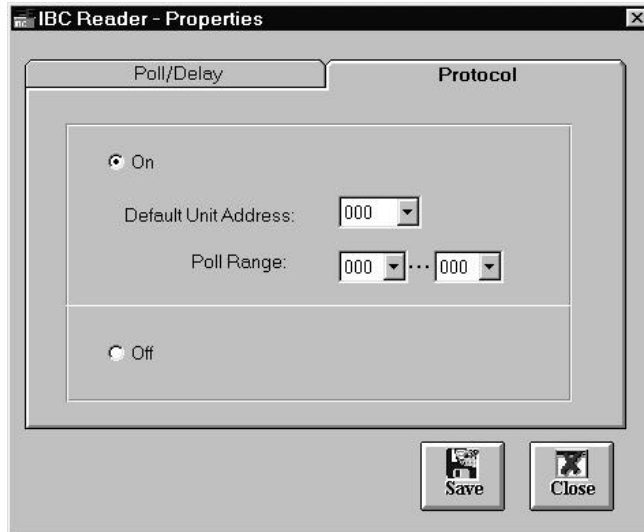 IBC Reader - Properties
Poll/Delay
Protocol
On
Default Unit Address: 000
Poll Range: 000 ... 000
Off
Save
Close